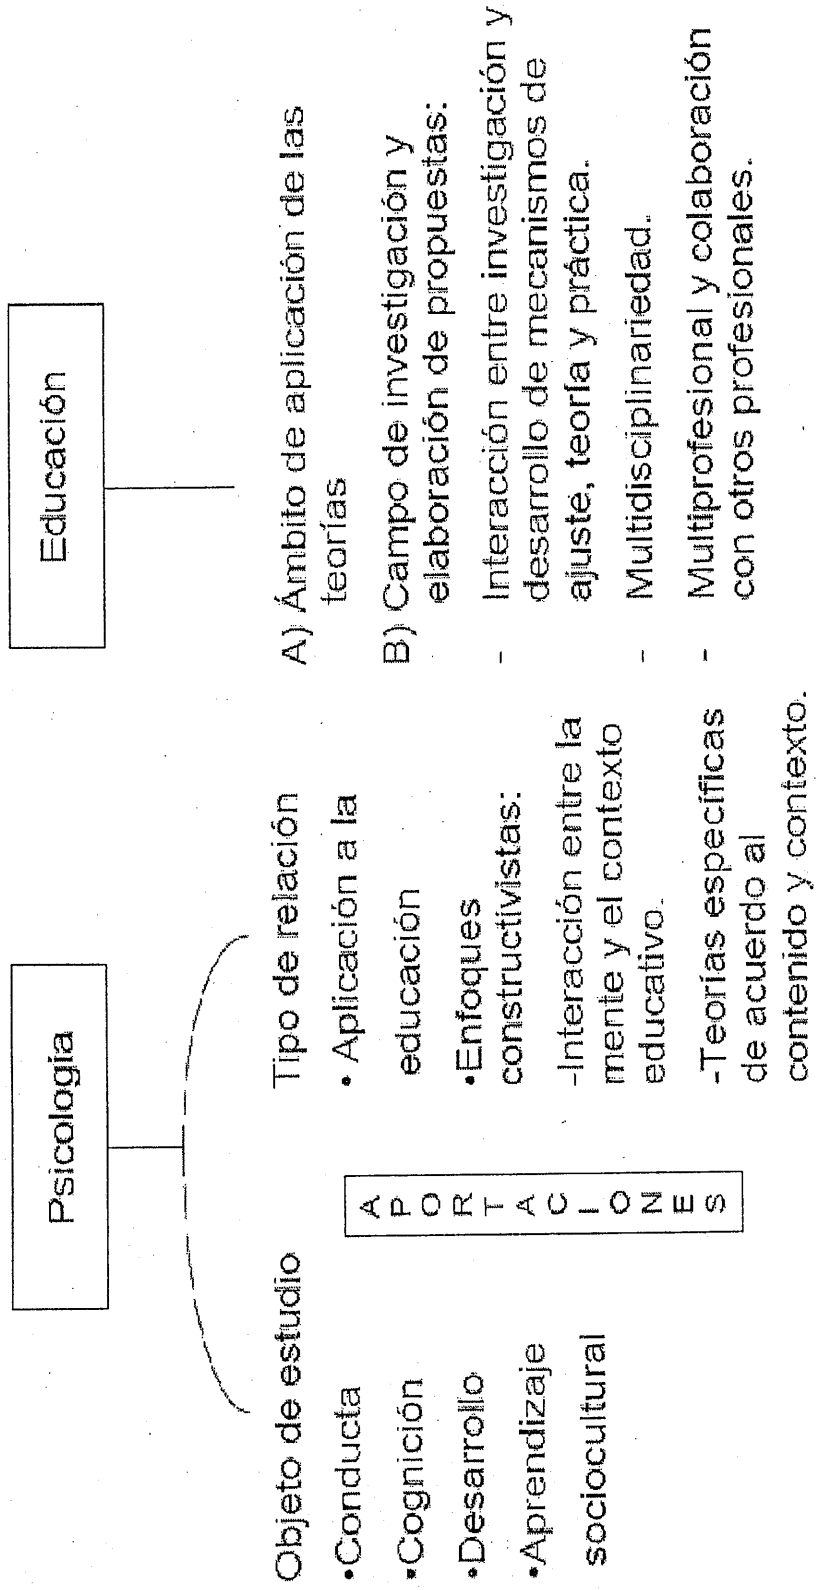 Psicología
Objeto de estudio
•Conducta
•Cognición
•Desarrollo
•Aprendizaje
sociocultural
A
P
O
R
T
A
C
I
O
N
E
S
Tipo de relación
• Aplicación a la
educación
•Enfoques
constructivistas:
-Interacción entre la
mente y el contexto
educativo.
-Teorías específicas
de acuerdo al
contenido y contexto.
Educación
A) Ámbito de aplicación de las
teorías
B) Campo de investigación y
elaboración de propuestas:
- Interacción entre investigación y
desarrollo de mecanismos de
ajuste, teoría y práctica.
- Multidisciplinariedad.
- Multiprofesional y colaboración
con otros profesionales.